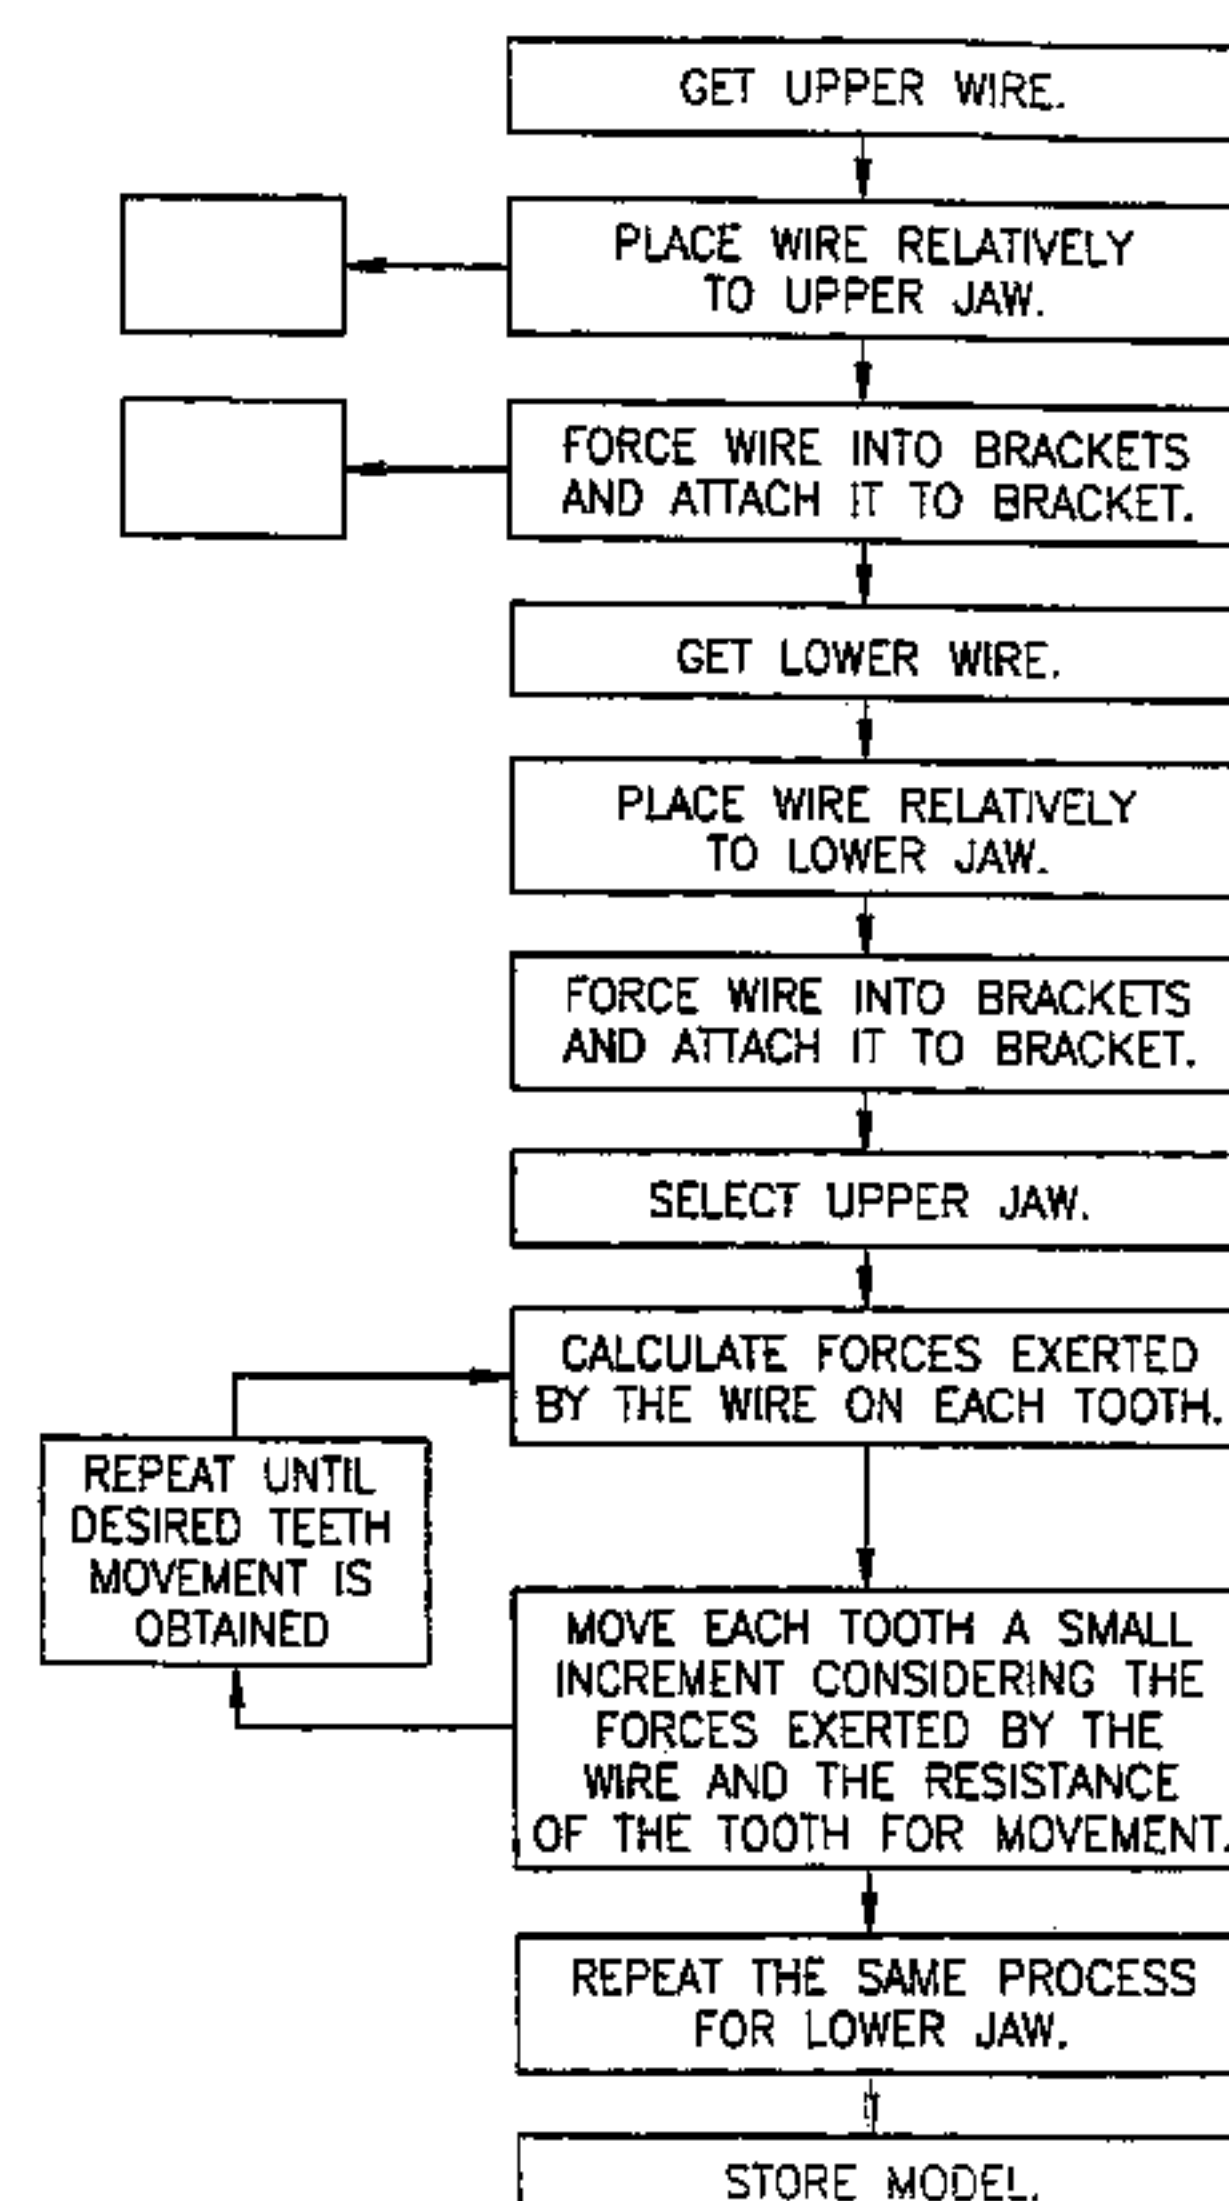 GET UPPER WIRE.
PLACE WIRE RELATIVELY
TO UPPER JAW.
FORCE WIRE INTO BRACKETS
AND ATTACH IT TO BRACKET.
GET LOWER WIRE.
PLACE WIRE RELATIVELY
TO LOWER JAW.
FORCE WIRE INTO BRACKETS
AND ATTACH IT TO BRACKET.
SELECT UPPER JAW.
CALCULATE FORCES EXERTED
BY THE WIRE ON EACH TOOTH.
REPEAT UNTIL
DESIRED TEETH
MOVEMENT IS
OBTAINED
MOVE EACH TOOTH A SMALL
INCREMENT CONSIDERING THE
FORCES EXERTED BY THE
WIRE AND THE RESISTANCE
OF THE TOOTH FOR MOVEMENT.
REPEAT THE SAME PROCESS
FOR LOWER JAW.
STORE MODEL.